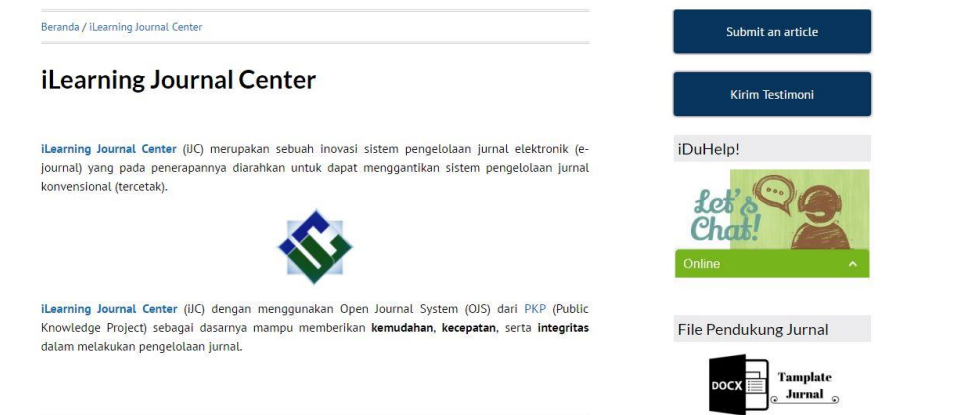 Beranda / iLearning Journal Center
iLearning Journal Center
iLearning Journal Center (iJC) merupakan sebuah inovasi sistem pengelolaan jurnal elektronik (e-
journal) yang pada penerapannya diarahkan untuk dapat menggantikan sistem pengelolaan jurnal
konvensional (tercetak).
iLearning Journal Center (iJC) dengan menggunakan Open Journal System (OJS) dari PKP (Public
Knowledge Project) sebagai dasarnya mampu memberikan kemudahan, kecepatan, serta integritas
dalam melakukan pengelolaan jurnal.
Submit an article
Kirim Testimoni
iDuHelp!
Let's
Chat!
Online
File Pendukung Jurnal
DOCX
Tamplate
Jurnal